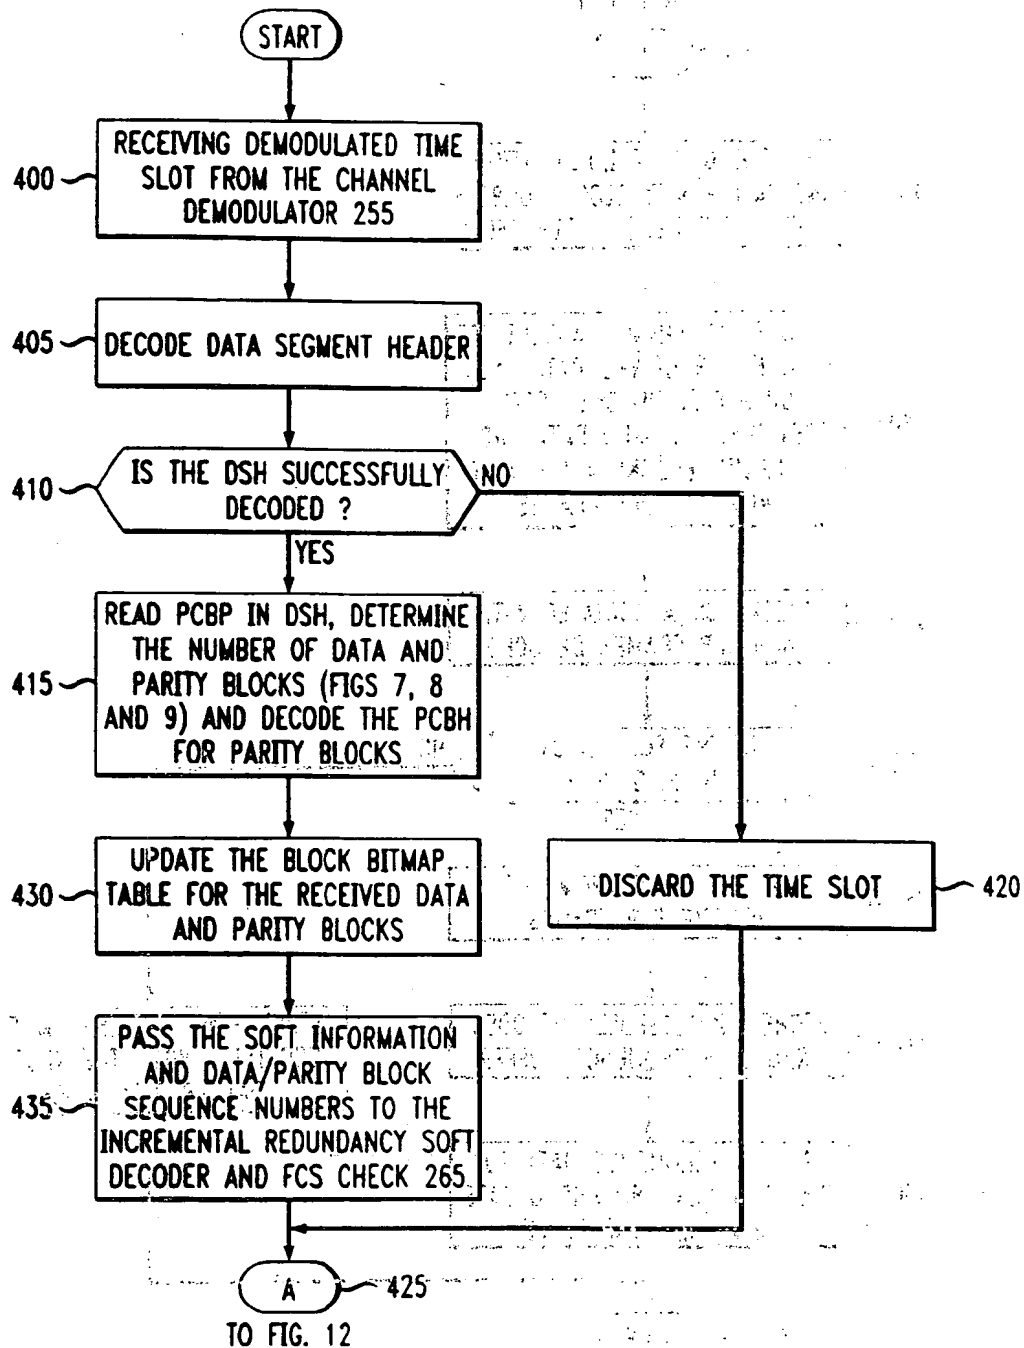 START
RECEIVING DEMODULATED TIME
SLOT FROM THE CHANNEL
DEMODULATOR 255
400
DECODE DATA SEGMENT HEADER
405
IS THE DSH SUCCESSFULLY
DECODED ?
410
NO
YES
READ PCBP IN DSH, DETERMINE
THE NUMBER OF DATA AND
PARITY BLOCKS (FIGS 7, 8
AND 9) AND DECODE THE PCBH
FOR PARITY BLOCKS
415
UPDATE THE BLOCK BITMAP
TABLE FOR THE RECEIVED DATA
AND PARITY BLOCKS
430
DISCARD THE TIME SLOT
420
PASS THE SOFT INFORMATION
AND DATA/PARITY BLOCK
SEQUENCE NUMBERS TO THE
INCREMENTAL REDUNDANCY SOFT
DECODER AND FCS CHECK 265
435
A
425
TO FIG. 12